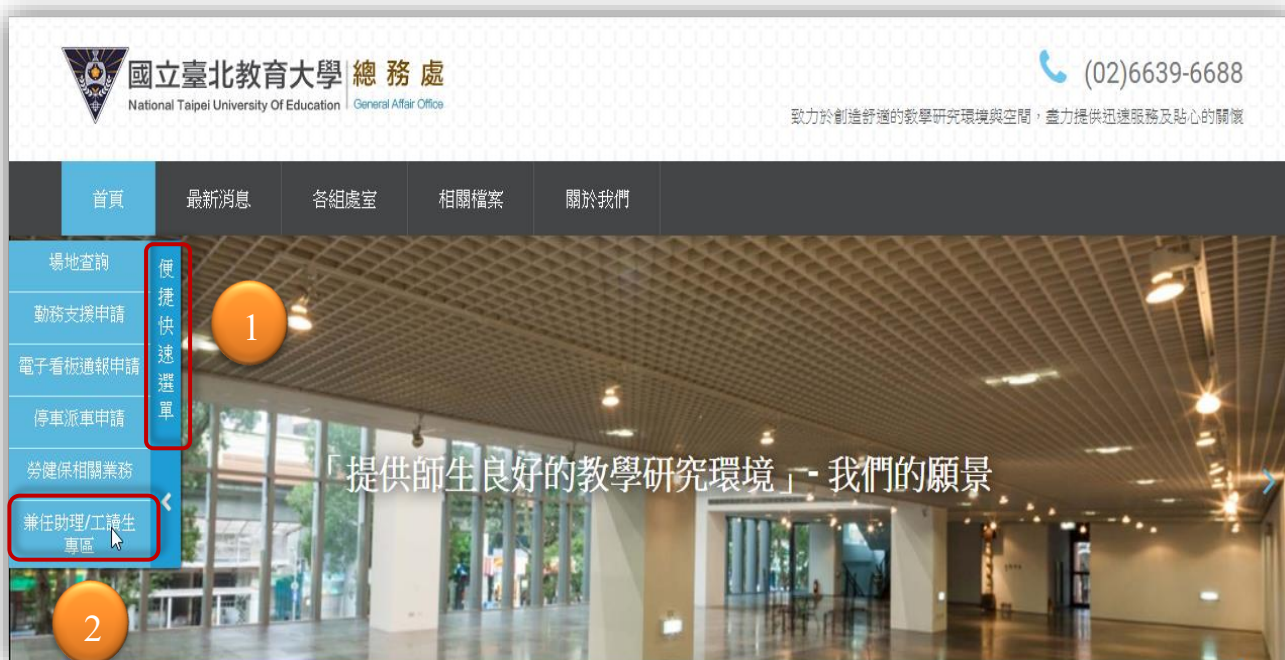 國立臺北教育大學 總務處
National Taipei University Of Education General Affair Office
(02)6639-6688
致力於創造舒適的教學研究環境與空間，盡力提供迅速服務及貼心的關懷
首頁 最新消息 各組處室 相關檔案 關於我們
場地查詢
勤務支援申請
電子看板通報申請
停車派車申請
勞健保相關業務
兼任助理/工讀生
專區
便捷快速選單
1
2
「提供師生良好的教學研究環境」- 我們的願景